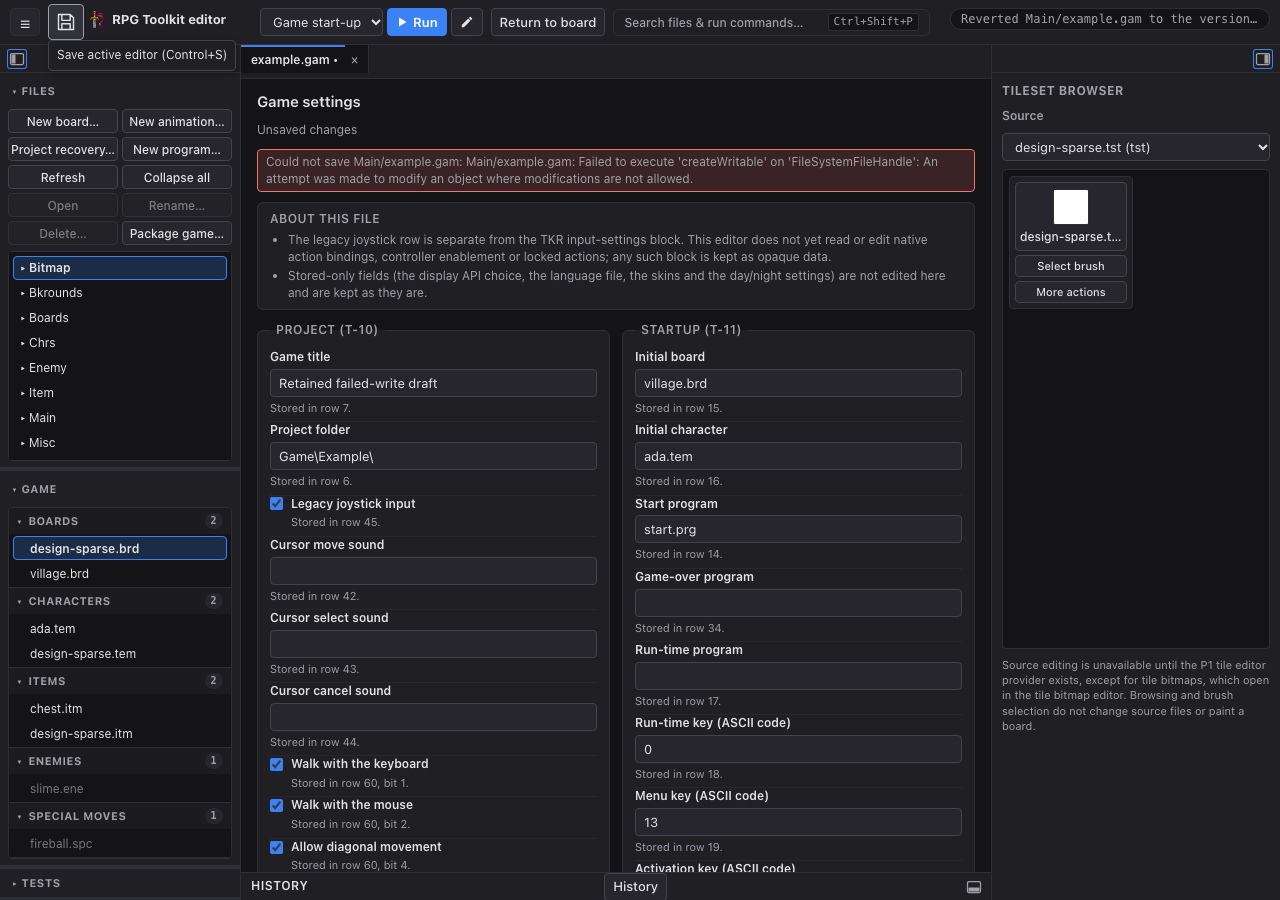 RPG Toolkit editor
Game start-up
Run
Return to board
Search files & run commands...
Ctrl+Shift+P
Reverted Main/example.gam to the version…
Save active editor (Control+S)
example.gam •
×
FILES
New board...
New animation...
Project recovery...
New program...
Refresh
Collapse all
Open
Rename...
Delete...
Package game...
Bitmap
Bkrounds
Boards
Chrs
Enemy
Item
Main
Misc
GAME
BOARDS
2
design-sparse.brd
village.brd
CHARACTERS
2
ada.tem
design-sparse.tem
ITEMS
2
chest.itm
design-sparse.itm
ENEMIES
1
slime.ene
SPECIAL MOVES
1
fireball.spc
TESTS
Game settings
Unsaved changes
Could not save Main/example.gam: Main/example.gam: Failed to execute 'createWritable' on 'FileSystemFileHandle': An
attempt was made to modify an object where modifications are not allowed.
ABOUT THIS FILE
• The legacy joystick row is separate from the TKR input-settings block. This editor does not yet read or edit native
action bindings, controller enablement or locked actions; any such block is kept as opaque data.
• Stored-only fields (the display API choice, the language file, the skins and the day/night settings) are not edited here
and are kept as they are.
PROJECT (T-10)
Game title
Retained failed-write draft
Stored in row 7.
Project folder
Game\Example\
Stored in row 6.
Legacy joystick input
Stored in row 45.
Cursor move sound
Stored in row 42.
Cursor select sound
Stored in row 43.
Cursor cancel sound
Stored in row 44.
Walk with the keyboard
Stored in row 60, bit 1.
Walk with the mouse
Stored in row 60, bit 2.
Allow diagonal movement
Stored in row 60, bit 4.
STARTUP (T-11)
Initial board
village.brd
Stored in row 15.
Initial character
ada.tem
Stored in row 16.
Start program
start.prg
Stored in row 14.
Game-over program
Stored in row 34.
Run-time program
Stored in row 17.
Run-time key (ASCII code)
0
Stored in row 18.
Menu key (ASCII code)
13
Stored in row 19.
Activation key (ASCII code)
HISTORY
History
TILESET BROWSER
Source
design-sparse.tst (tst)
design-sparse.t...
Select brush
More actions
Source editing is unavailable until the P1 tile editor
provider exists, except for tile bitmaps, which open
in the tile bitmap editor. Browsing and brush
selection do not change source files or paint a
board.